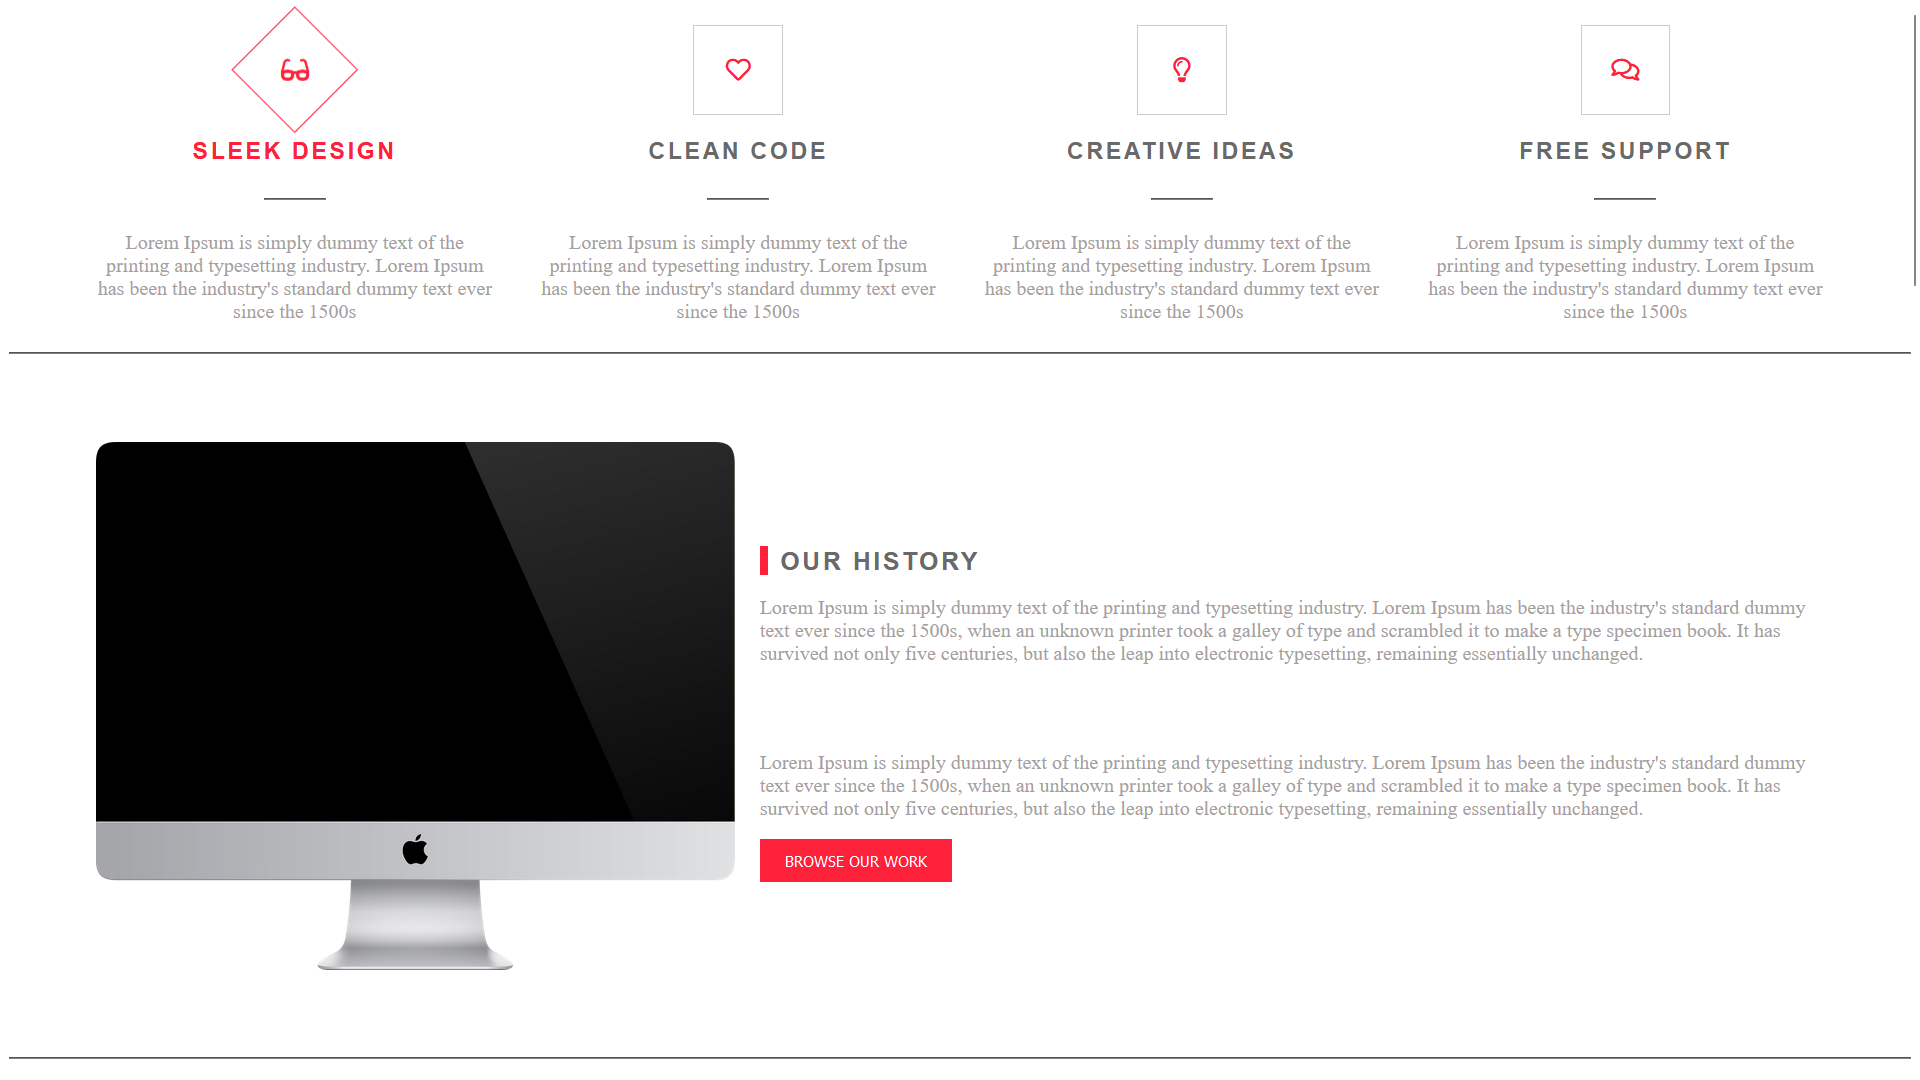 SLEEK DESIGN
Lorem Ipsum is simply dummy text of the
printing and typesetting industry. Lorem Ipsum
has been the industry's standard dummy text ever
since the 1500s
CLEAN CODE
Lorem Ipsum is simply dummy text of the
printing and typesetting industry. Lorem Ipsum
has been the industry's standard dummy text ever
since the 1500s
CREATIVE IDEAS
Lorem Ipsum is simply dummy text of the
printing and typesetting industry. Lorem Ipsum
has been the industry's standard dummy text ever
since the 1500s
FREE SUPPORT
Lorem Ipsum is simply dummy text of the
printing and typesetting industry. Lorem Ipsum
has been the industry's standard dummy text ever
since the 1500s
OUR HISTORY
Lorem Ipsum is simply dummy text of the printing and typesetting industry. Lorem Ipsum has been the industry's standard dummy
text ever since the 1500s, when an unknown printer took a galley of type and scrambled it to make a type specimen book. It has
survived not only five centuries, but also the leap into electronic typesetting, remaining essentially unchanged.
Lorem Ipsum is simply dummy text of the printing and typesetting industry. Lorem Ipsum has been the industry's standard dummy
text ever since the 1500s, when an unknown printer took a galley of type and scrambled it to make a type specimen book. It has
survived not only five centuries, but also the leap into electronic typesetting, remaining essentially unchanged.
BROWSE OUR WORK